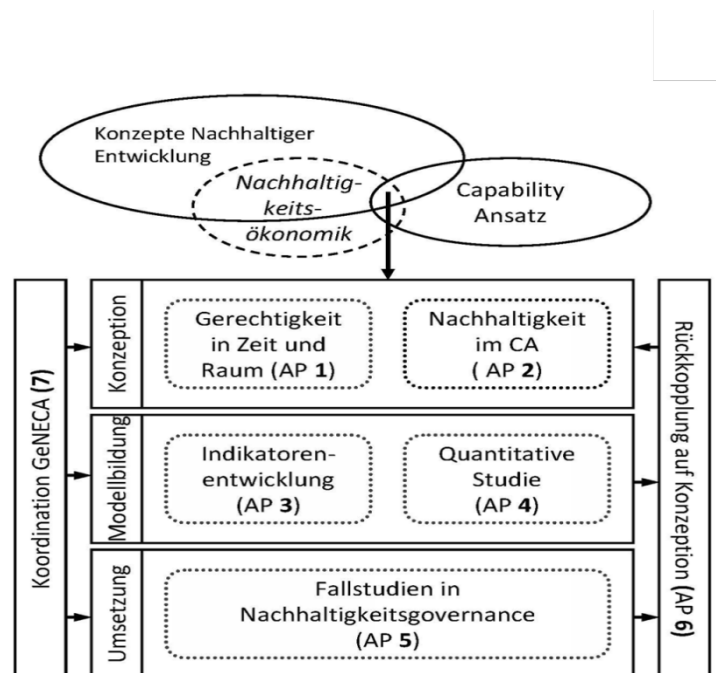 Konzepte Nachhaltiger
Entwicklung
Nachhaltig-
keits-
ökonomik
Capability
Ansatz
Koordination GeNECA (7)
Konzeption
Gerechtigkeit
in Zeit und
Raum (AP 1)
Nachhaltigkeit
im CA
( AP 2)
Modellbildung
Indikatoren-
entwicklung
(AP 3)
Quantitative
Studie
(AP 4)
Umsetzung
Fallstudien in
Nachhaltigkeitsgovernance
(AP 5)
Rückkopplung auf Konzeption (AP 6)